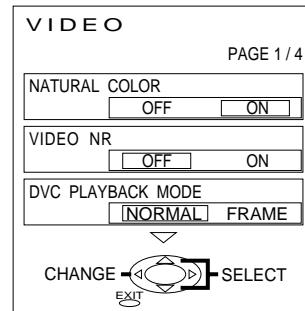 VIDEO
PAGE 1 / 4
NATURAL COLOR
OFF ON
VIDEO NR
OFF ON
DVC PLAYBACK MODE
NORMAL FRAME
CHANGE SELECT
EXIT